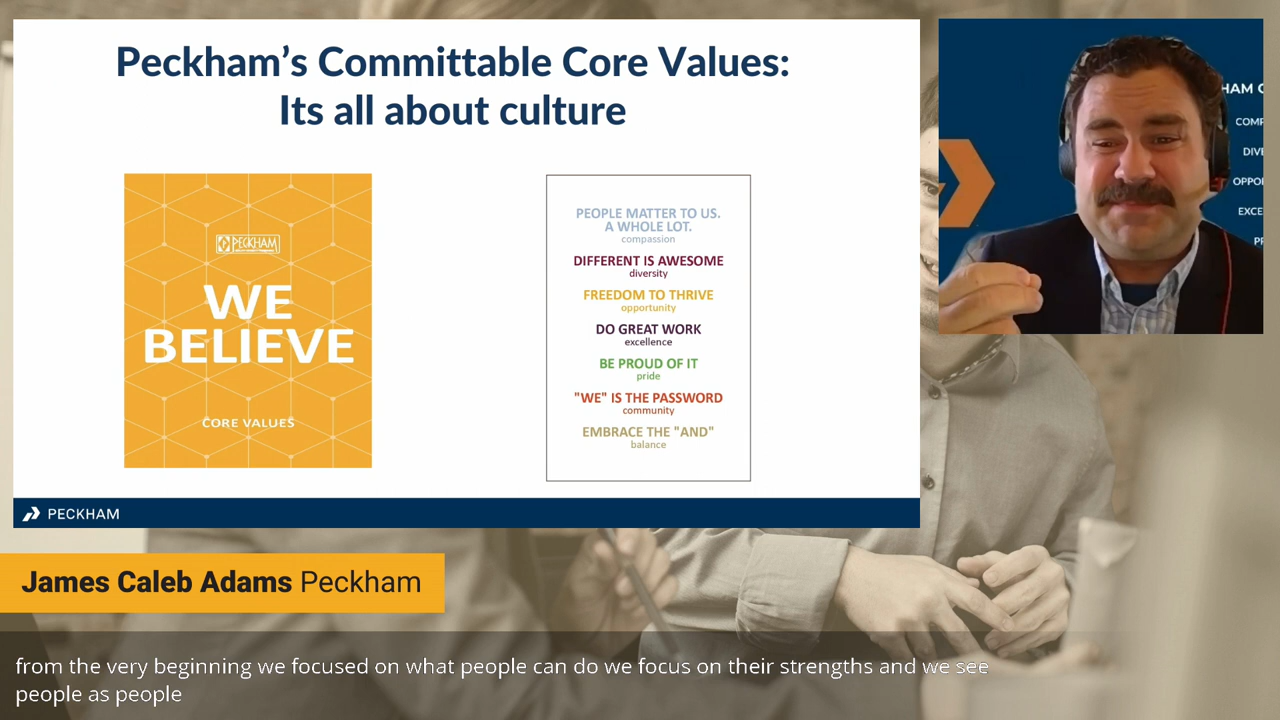 Peckham’s Committable Core Values:
Its all about culture
PECKHAM
WE
BELIEVE
CORE VALUES
PEOPLE MATTER TO US.
A WHOLE LOT.
compassion
DIFFERENT IS AWESOME
diversity
FREEDOM TO THRIVE
opportunity
DO GREAT WORK
excellence
BE PROUD OF IT
pride
"WE" IS THE PASSWORD
community
EMBRACE THE "AND"
balance
PECKHAM
James Caleb Adams Peckham
from the very beginning we focused on what people can do we focus on their strengths and we see
people as people